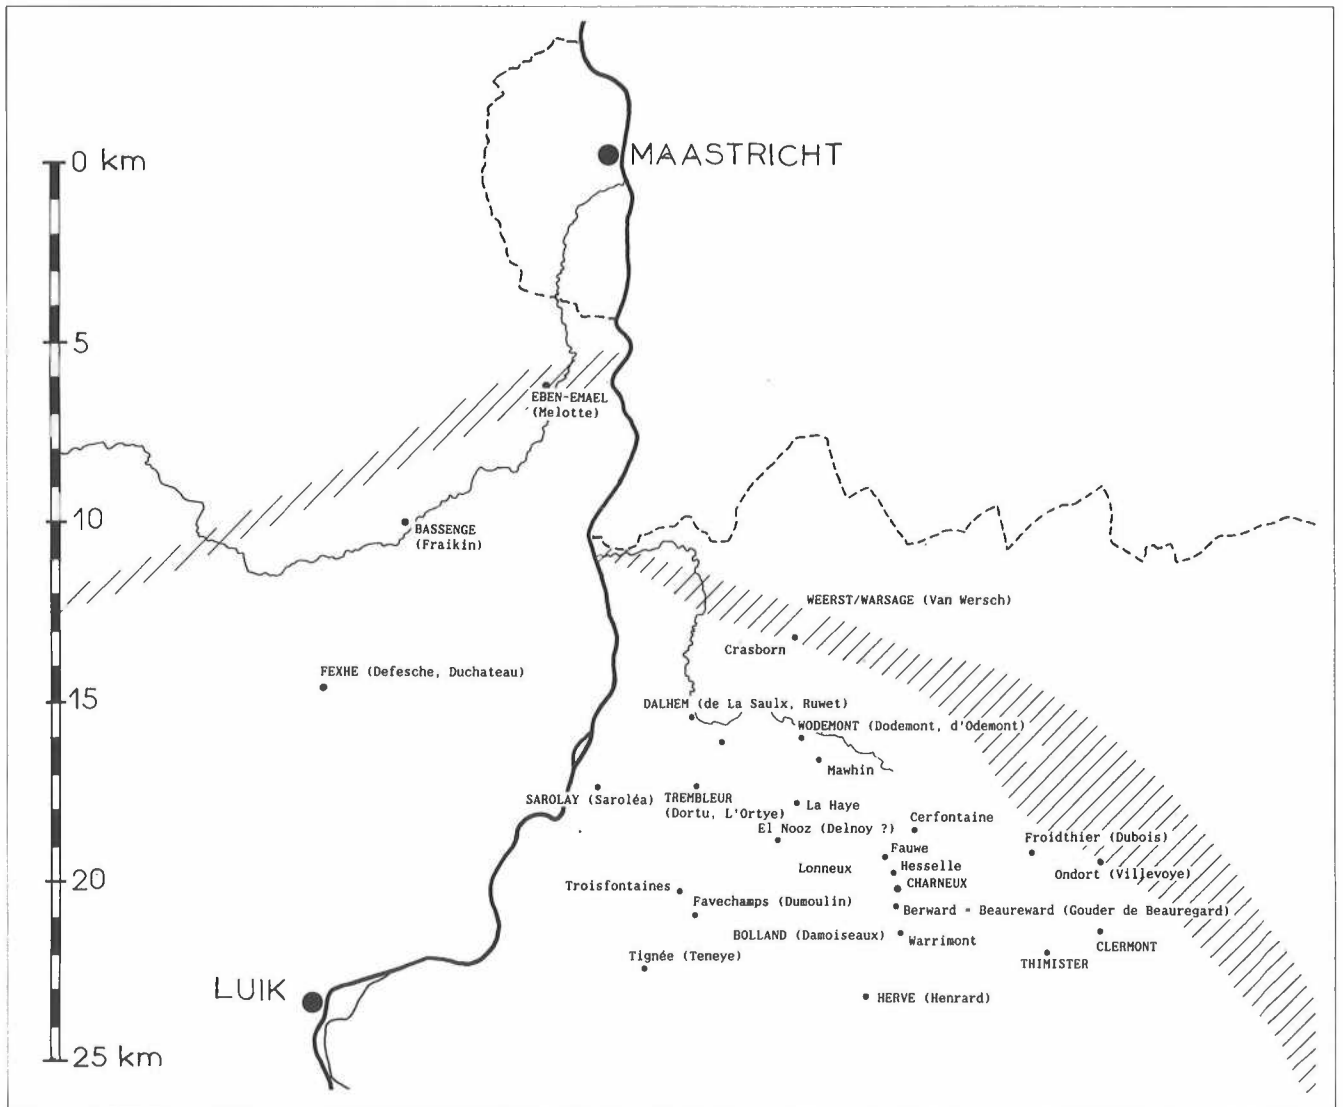 0 km
MAASTRICHT
5
EBEN-EMAEL
(Melotte)
10
BASSENGE
(Fraikin)
WEERST/WARSAGE (Van Wersch)
Crasborn
FEXHE (Defesche, Duchateau)
15
DALHEM (de La Saulx, Ruwet)
WODEMONT (Dodemont, d'Odemont)
Mawhin
SAROLAY (Saroléa)
TREMBLEUR
(Dortu, L'Ortye)
La Haye
El Nooz (Delnoy ?)
Cerfontaine
Froidthier (Dubois)
Fauwe
Lonneux
Hesselle
Ondort (Villevoye)
20
Troisfontaines
CHARNEUX
Favechamps (Dumoulin)
Berward - Beaureward (Gouder de Beauregard)
BOLLAND (Damoiseaux)
Warrimont
CLERMONT
Tignée (Teneye)
THIMISTER
LUIK
HERVE (Henrard)
25 km